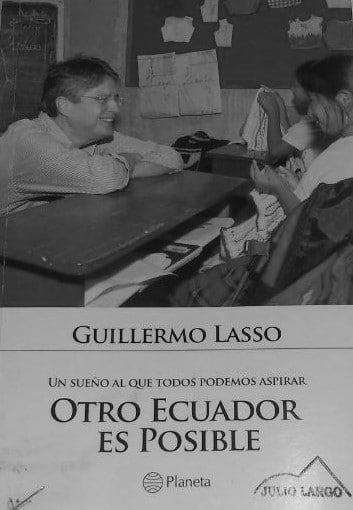 GUILLERMO LASSO
UN SUEÑO AL QUE TODOS PODEMOS ASPIRAR
OTRO ECUADOR
ES POSIBLE
Planeta
JULIO LARGO